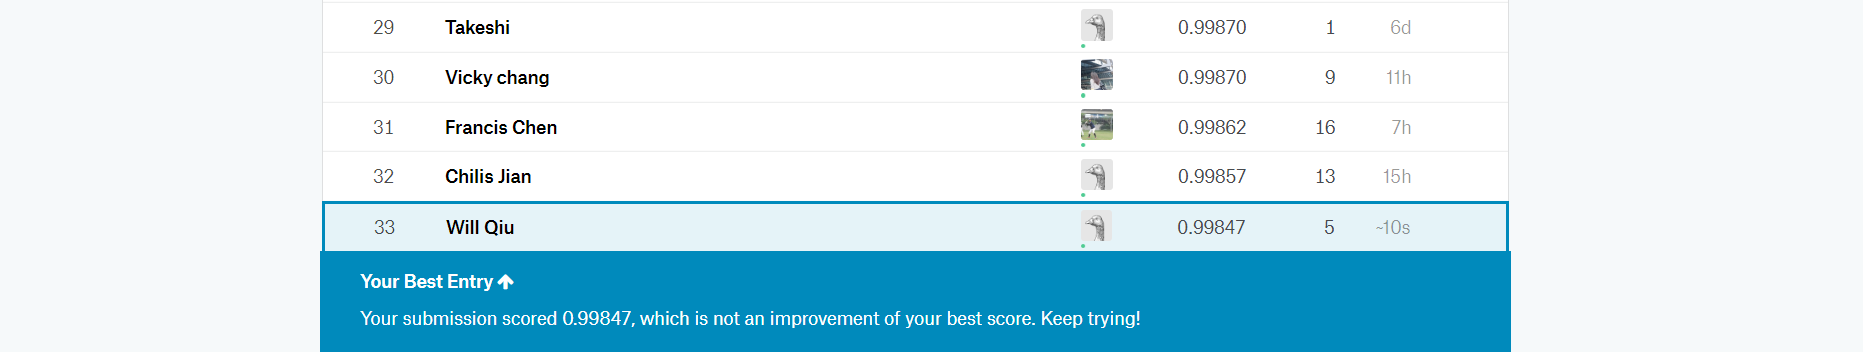 29 Takeshi 0.99870 1 6d
30 Vicky chang 0.99870 9 11h
31 Francis Chen 0.99862 16 7h
32 Chilis Jian 0.99857 13 15h
33 Will Qiu 0.99847 5 ~10s
Your Best Entry ↑
Your submission scored 0.99847, which is not an improvement of your best score. Keep trying!